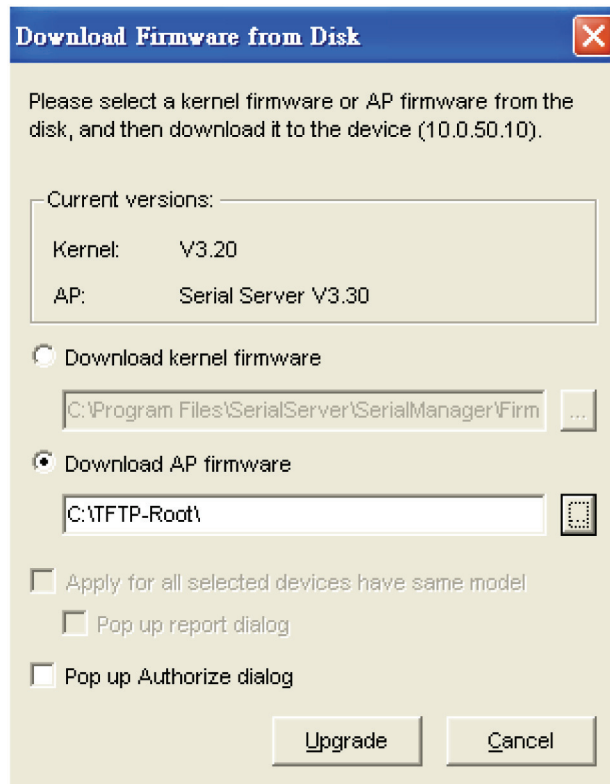 Download Firmware from Disk
Please select a kernel firmware or AP firmware from the
disk, and then download it to the device (10.0.50.10).
Current versions:
Kernel: V3.20
AP: Serial Server V3.30
Download kernel firmware
C:\Program Files\SerialServer\SerialManager\Firm
...
Download AP firmware
C:\TFTP-Root\
...
Apply for all selected devices have same model
Pop up report dialog
Pop up Authorize dialog
Upgrade
Cancel